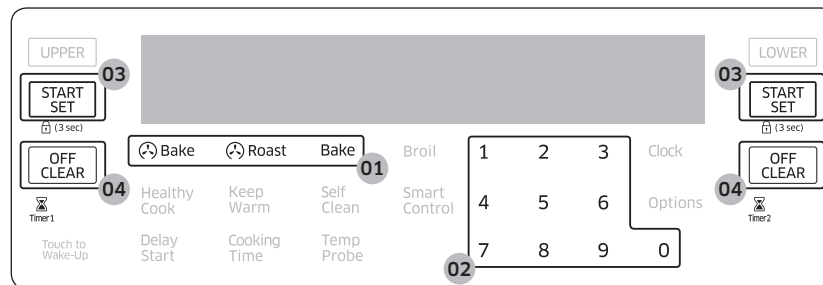 UPPER
LOWER
03
03
START
SET
START
SET
(3 sec)
(3 sec)
Bake Roast Bake Broil 1 2 3 Clock
01
OFF
CLEAR
OFF
CLEAR
04
04
Healthy
Cook
Keep
Warm
Self
Clean
Smart
Control
4 5 6 Options
Timer1
Timer2
Touch to
Wake-Up
Delay
Start
Cooking
Time
Temp
Probe
7 8 9 0
02